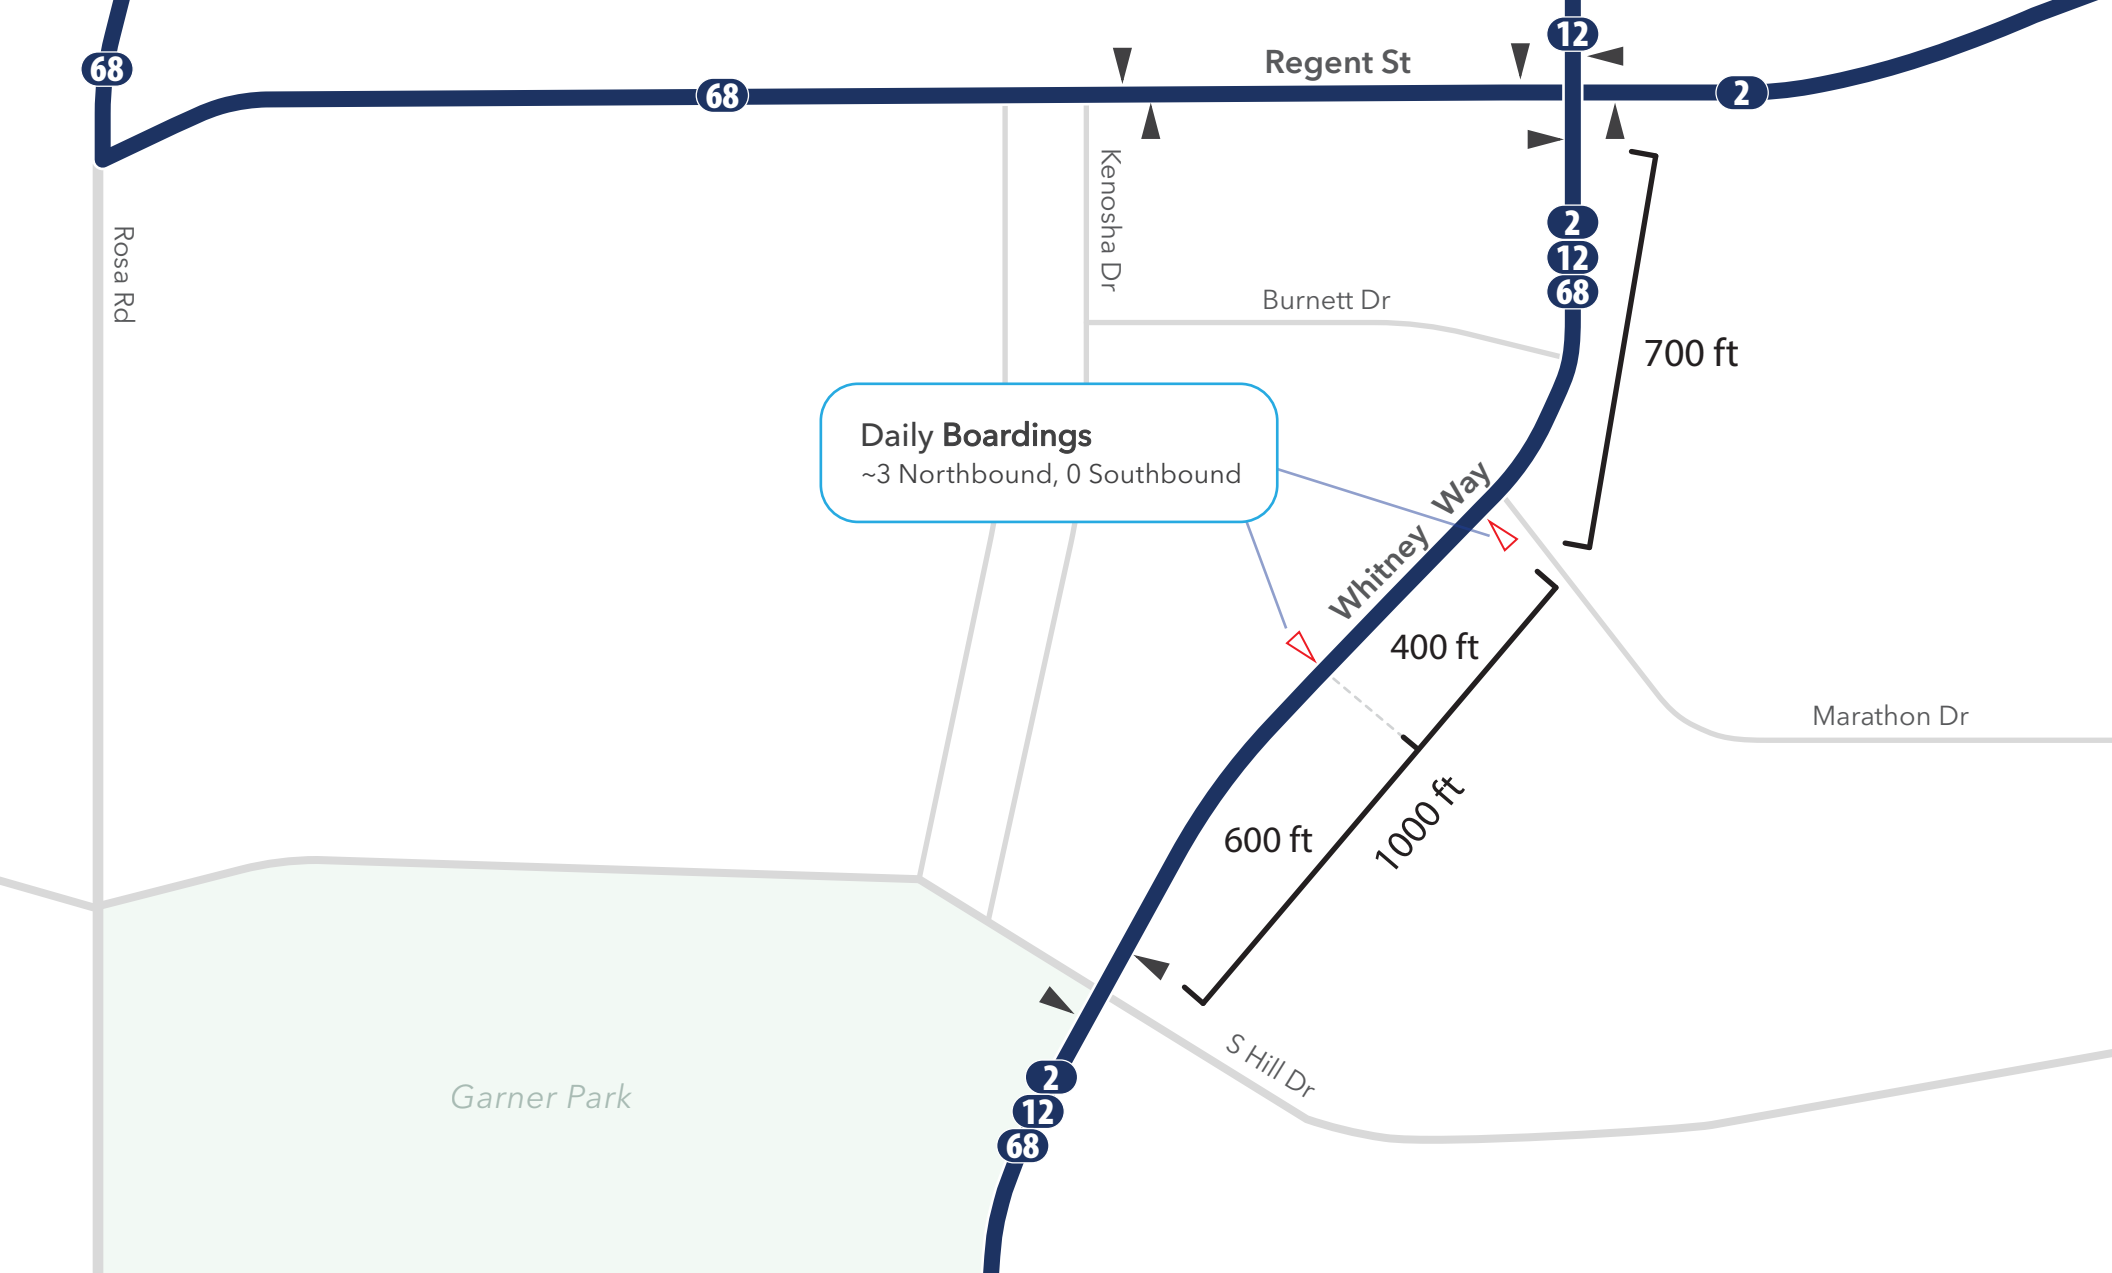 12
Regent St
68
68
2
Kenosha Dr
Rosa Rd
2
12
68
Burnett Dr
700 ft
Daily Boardings
~3 Northbound, 0 Southbound
Whitney Way
400 ft
Marathon Dr
1000 ft
600 ft
S Hill Dr
Garner Park
2
12
68